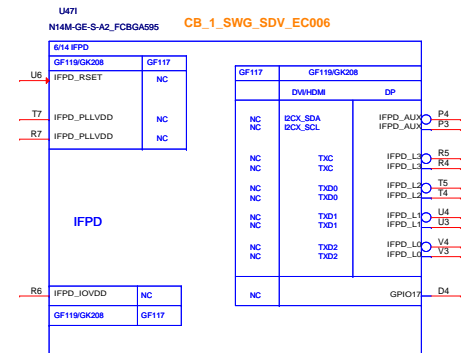 U47I
N14M-GE-S-A2_FCBGA595 CB_1_SWG_SDV_EC006
6/14 IFPD
GF119/GK208 GF117
U6 IFPD_RSET NC
T7 IFPD_PLLVDD NC
R7 IFPD_PLLVDD NC
IFPD
R6 IFPD_IOVDD NC
GF119/GK208 GF117
GF117 GF119/GK208
DVI/HDMI DP
NC I2CX_SDA IFPD_AUX P4
NC I2CX_SCL IFPD_AUX P3
NC TXC IFPD_L3 R5
NC TXC IFPD_L3 R4
NC TXD0 IFPD_L2 T5
NC TXD0 IFPD_L2 T4
NC TXD1 IFPD_L1 U4
NC TXD1 IFPD_L1 U3
NC TXD2 IFPD_L0 V4
NC TXD2 IFPD_L0 V3
NC GPIO17 D4